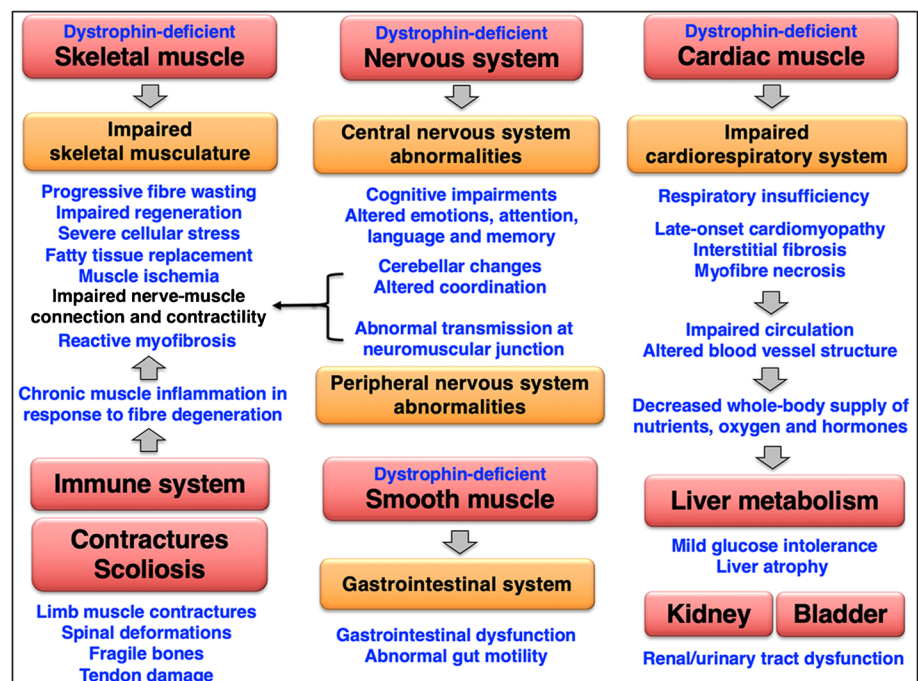 Dystrophin-deficient
Skeletal muscle
Impaired
skeletal musculature
Progressive fibre wasting
Impaired regeneration
Severe cellular stress
Fatty tissue replacement
Muscle ischemia
Impaired nerve-muscle
connection and contractility
Reactive myofibrosis
Chronic muscle inflammation in
response to fibre degeneration
Immune system
Contractures
Scoliosis
Limb muscle contractures
Spinal deformations
Fragile bones
Tendon damage
Dystrophin-deficient
Nervous system
Central nervous system
abnormalities
Cognitive impairments
Altered emotions, attention,
language and memory
Cerebellar changes
Altered coordination
Abnormal transmission at
neuromuscular junction
Peripheral nervous system
abnormalities
Dystrophin-deficient
Smooth muscle
Gastrointestinal system
Gastrointestinal dysfunction
Abnormal gut motility
Dystrophin-deficient
Cardiac muscle
Impaired
cardiorespiratory system
Respiratory insufficiency
Late-onset cardiomyopathy
Interstitial fibrosis
Myofibre necrosis
Impaired circulation
Altered blood vessel structure
Decreased whole-body supply of
nutrients, oxygen and hormones
Liver metabolism
Mild glucose intolerance
Liver atrophy
Kidney
Bladder
Renal/urinary tract dysfunction